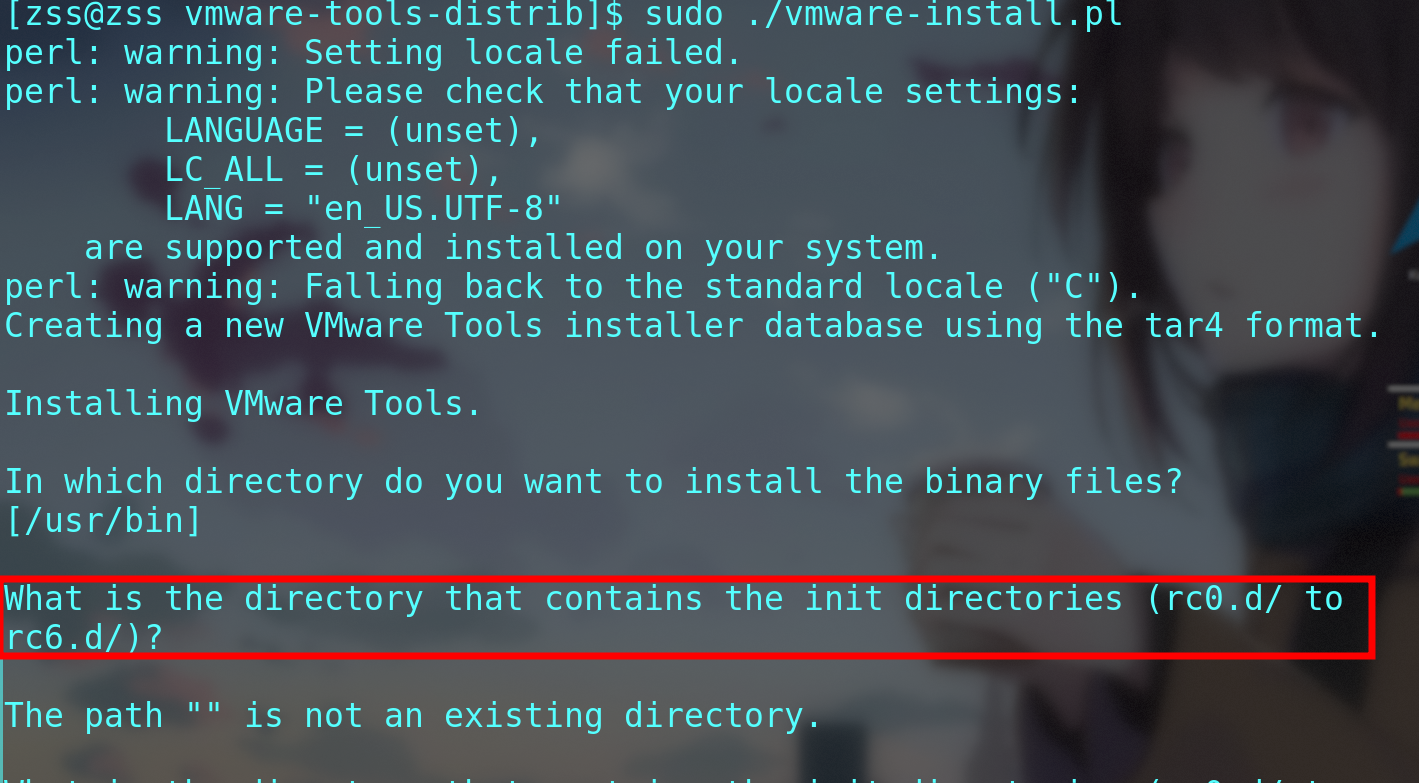 [zss@zss vmware-tools-distrib]$ sudo ./vmware-install.pl
perl: warning: Setting locale failed.
perl: warning: Please check that your locale settings:
        LANGUAGE = (unset),
        LC_ALL = (unset),
        LANG = "en_US.UTF-8"
    are supported and installed on your system.
perl: warning: Falling back to the standard locale ("C").
Creating a new VMware Tools installer database using the tar4 format.

Installing VMware Tools.

In which directory do you want to install the binary files?
[/usr/bin]

What is the directory that contains the init directories (rc0.d/ to
rc6.d/)?

The path "" is not an existing directory.